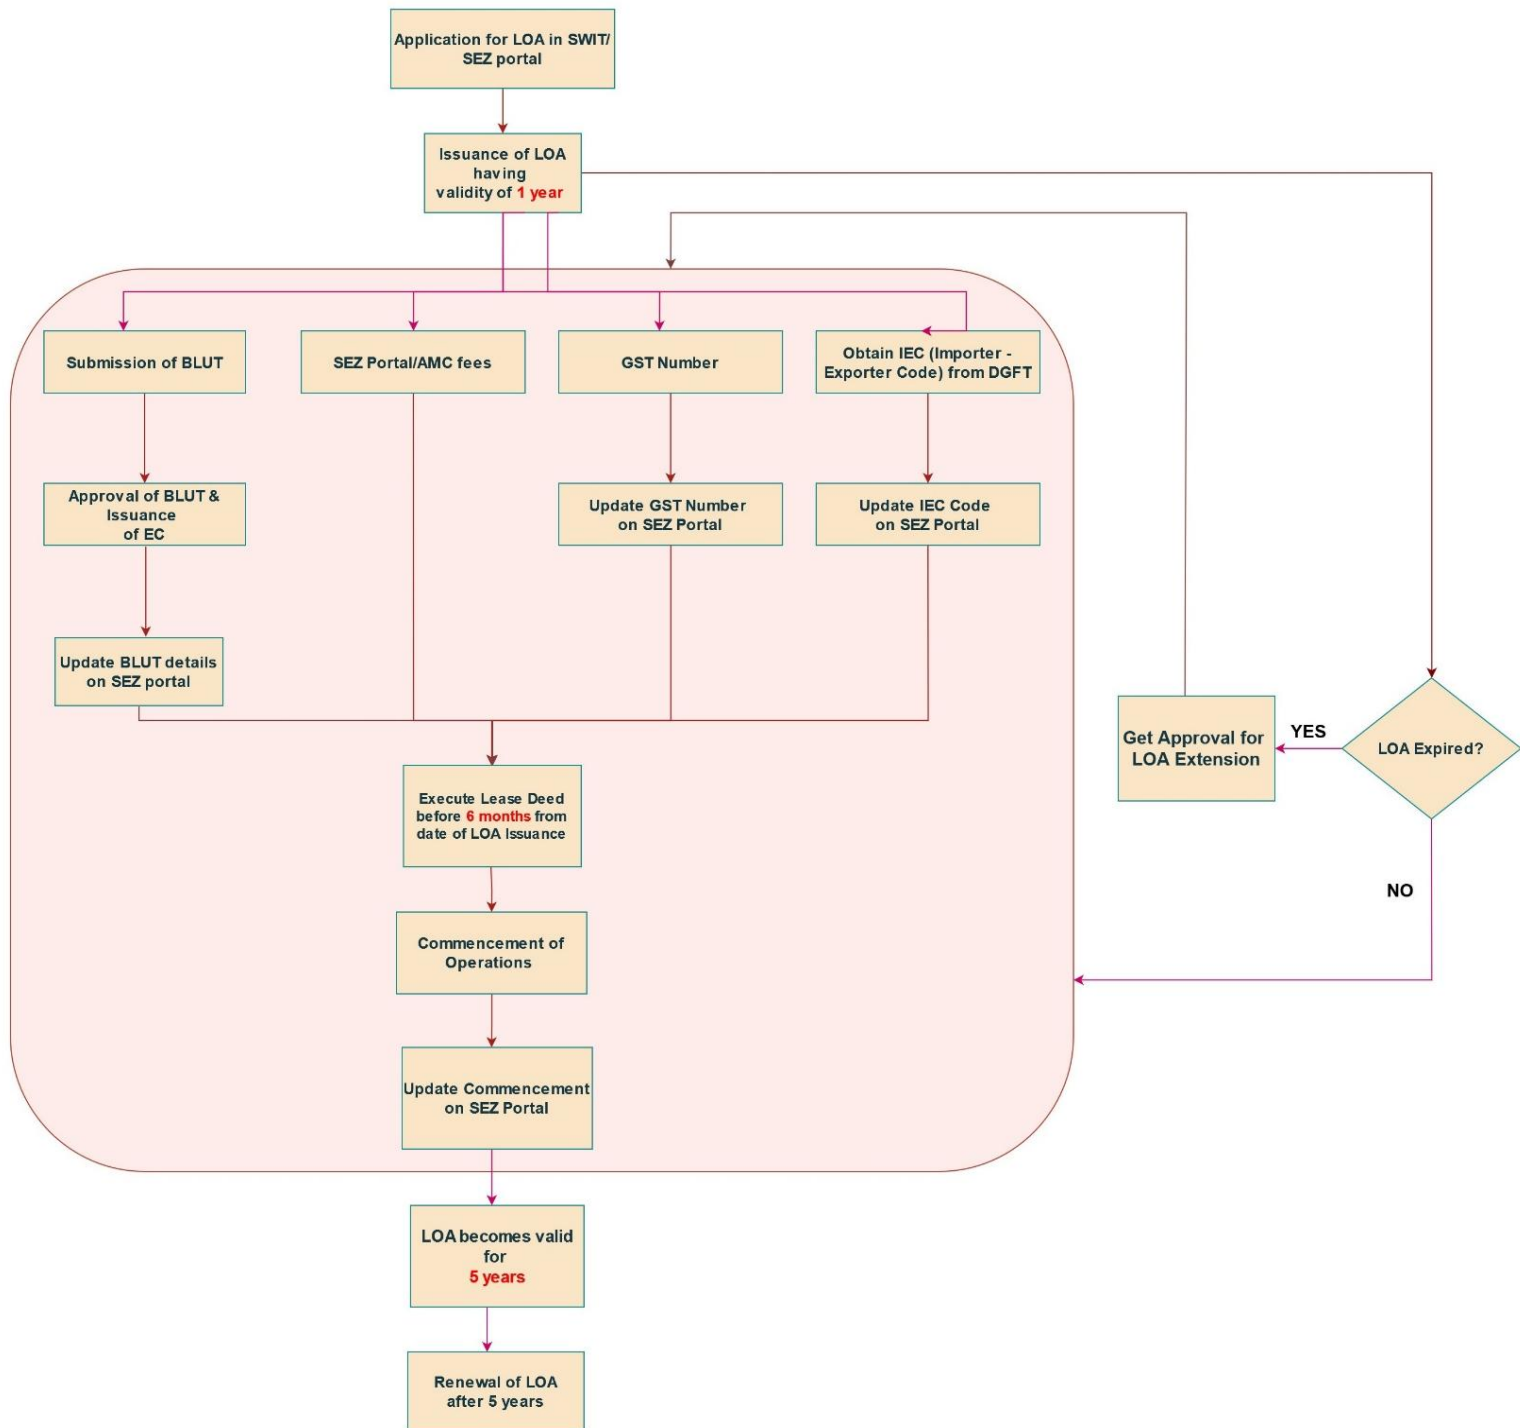 Application for LOA in SWIT/
SEZ portal
Issuance of LOA
having
validity of 1 year
Submission of BLUT
SEZ Portal/AMC fees
GST Number
Obtain IEC (Importer -
Exporter Code) from DGFT
Approval of BLUT &
Issuance
of EC
Update GST Number
on SEZ Portal
Update IEC Code
on SEZ Portal
Update BLUT details
on SEZ portal
Get Approval for
LOA Extension
YES
LOA Expired?
NO
Execute Lease Deed
before 6 months from
date of LOA Issuance
Commencement of
Operations
Update Commencement
on SEZ Portal
LOA becomes valid
for
5 years
Renewal of LOA
after 5 years